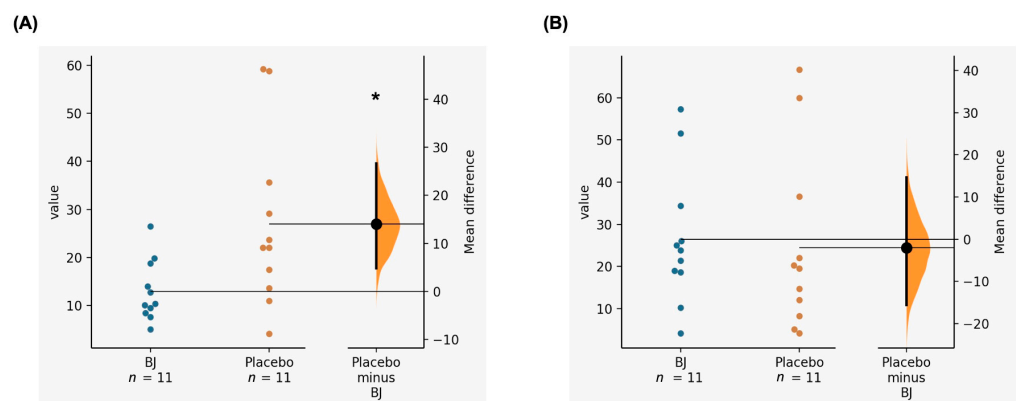 (A)
(B)
60
50
40
30
20
10
value
*
40
30
20
10
0
−10
Mean difference
BJ
n = 11
Placebo
n = 11
Placebo
minus
BJ
60
50
40
30
20
10
value
40
30
20
10
0
−10
−20
Mean difference
BJ
n = 11
Placebo
n = 11
Placebo
minus
BJ